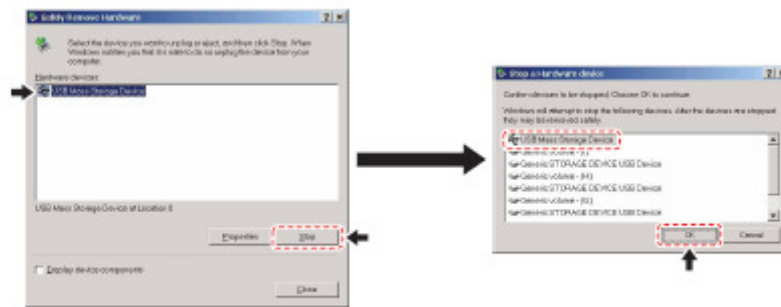 Safely Remove Hardware
Select the device you want to unplug or eject, and then click Stop. When
Windows notifies you that it is safe to do so unplug the device from your
computer.
Hardware devices:
USB Mass Storage Device
USB Mass Storage Device at Location 0
Properties
Stop
Display device components
Close
Stop a Hardware device
Confirm devices to be stopped, Choose OK to continue.
Windows will attempt to stop the following devices. After the devices are stopped
they may be removed safely.
USB Mass Storage Device
Generic volume -
Generic STORAGE DEVICE USB Device
Generic volume - (H:)
Generic STORAGE DEVICE USB Device
Generic volume - (G:)
Generic STORAGE DEVICE USB Device
OK
Cancel